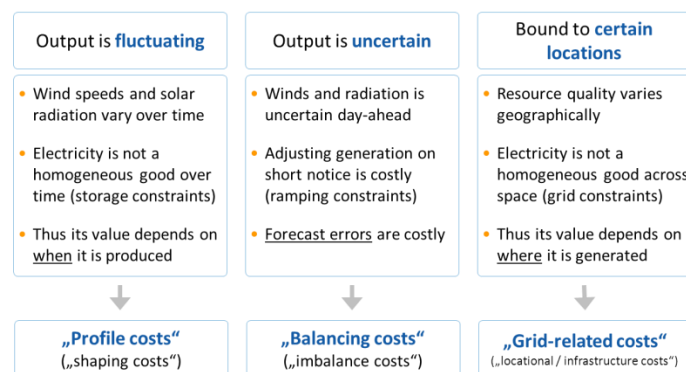 Output is fluctuating
Wind speeds and solar
radiation vary over time
Electricity is not a
homogeneous good over
time (storage constraints)
Thus its value depends on
when it is produced
„Profile costs“
(„shaping costs“)
Output is uncertain
Winds and radiation is
uncertain day-ahead
Adjusting generation on
short notice is costly
(ramping constraints)
Forecast errors are costly
„Balancing costs“
(„imbalance costs“)
Bound to certain
locations
Resource quality varies
geographically
Electricity is not a
homogeneous good across
space (grid constraints)
Thus its value depends on
where it is generated
„Grid-related costs“
(„locational / infrastructure costs“)